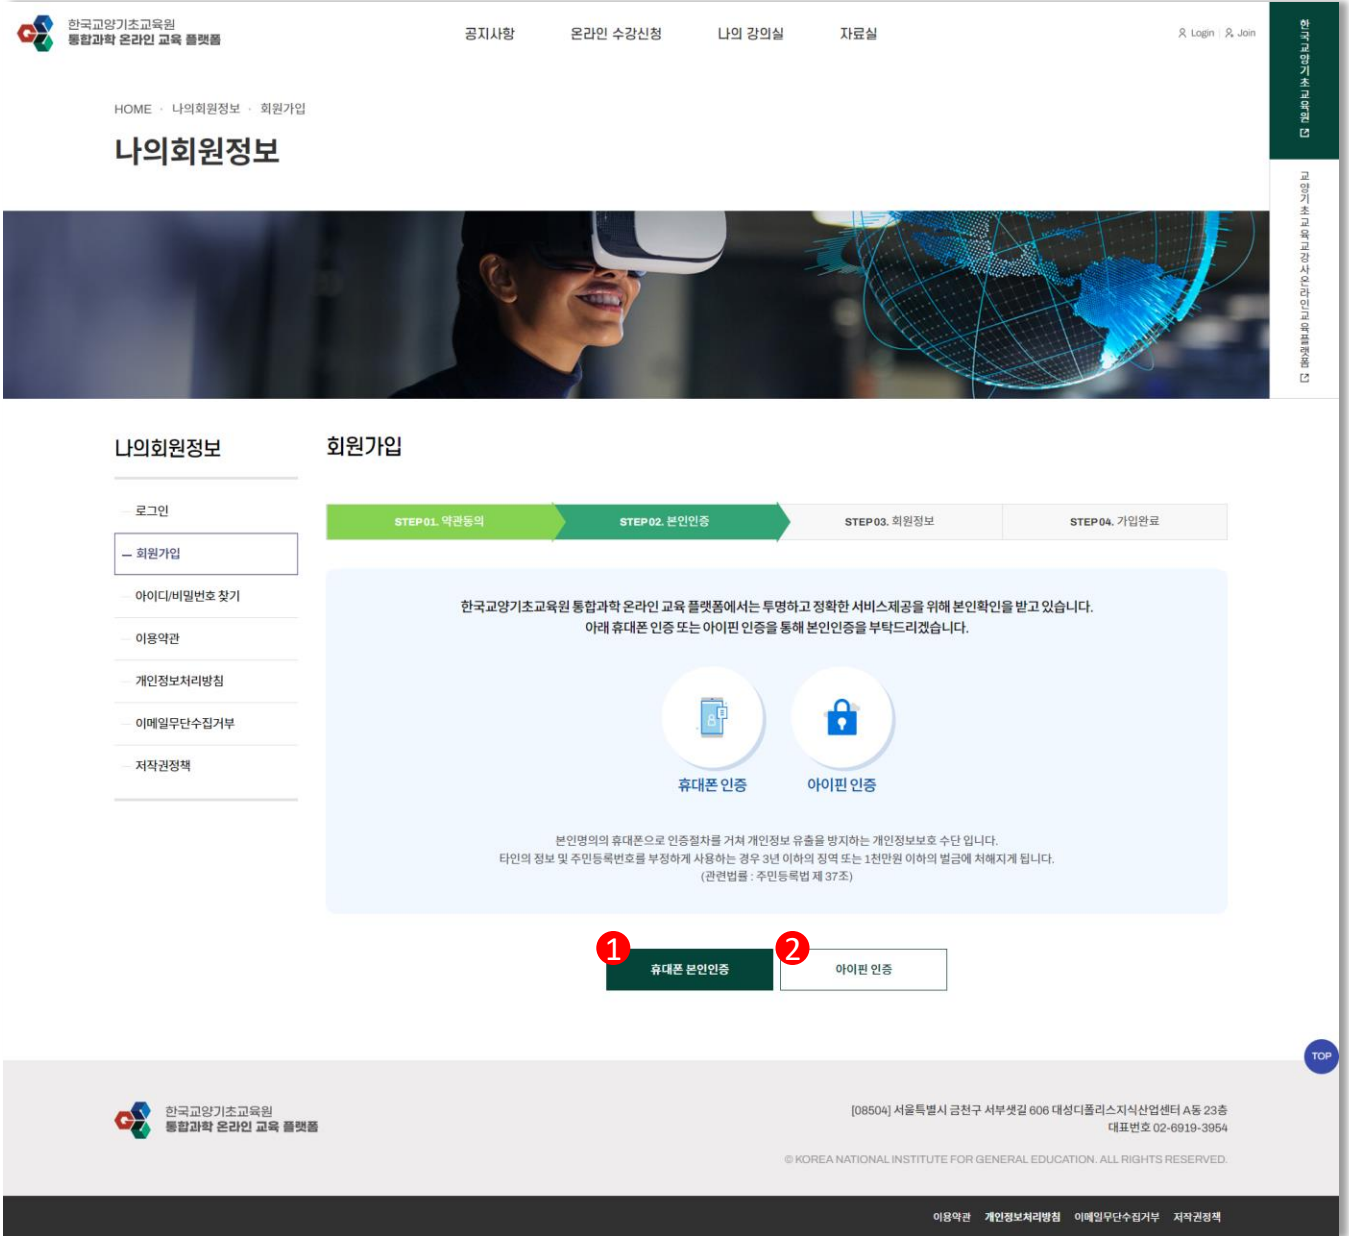 한국교양기초교육원
통합과학 온라인 교육 플랫폼
공지사항 온라인 수강신청 나의 강의실 자료실
Login Join
한국교양기초교육원
교양기초교육교강사온라인교육플랫폼
HOME · 나의회원정보 · 회원가입
나의회원정보
나의회원정보
로그인
회원가입
아이디/비밀번호 찾기
이용약관
개인정보처리방침
이메일무단수집거부
저작권정책
회원가입
STEP 01. 약관동의 STEP 02. 본인인증 STEP 03. 회원정보 STEP 04. 가입완료
한국교양기초교육원 통합과학 온라인 교육 플랫폼에서는 투명하고 정확한 서비스제공을 위해 본인확인을 받고 있습니다.
아래 휴대폰 인증 또는 아이핀 인증을 통해 본인인증을 부탁드리겠습니다.
휴대폰 인증 아이핀 인증
본인명의의 휴대폰으로 인증절차를 거쳐 개인정보 유출을 방지하는 개인정보보호 수단 입니다.
타인의 정보 및 주민등록번호를 부정하게 사용하는 경우 3년 이하의 징역 또는 1천만원 이하의 벌금에 처해지게 됩니다.
(관련법률 : 주민등록법 제 37조)
1 2
휴대폰 본인인증 아이핀 인증
TOP
한국교양기초교육원
통합과학 온라인 교육 플랫폼
[08504] 서울특별시 금천구 서부샛길 606 대성디폴리스지식산업센터 A동 23층
대표번호 02-6919-3954
© KOREA NATIONAL INSTITUTE FOR GENERAL EDUCATION. ALL RIGHTS RESERVED.
이용약관 개인정보처리방침 이메일무단수집거부 저작권정책